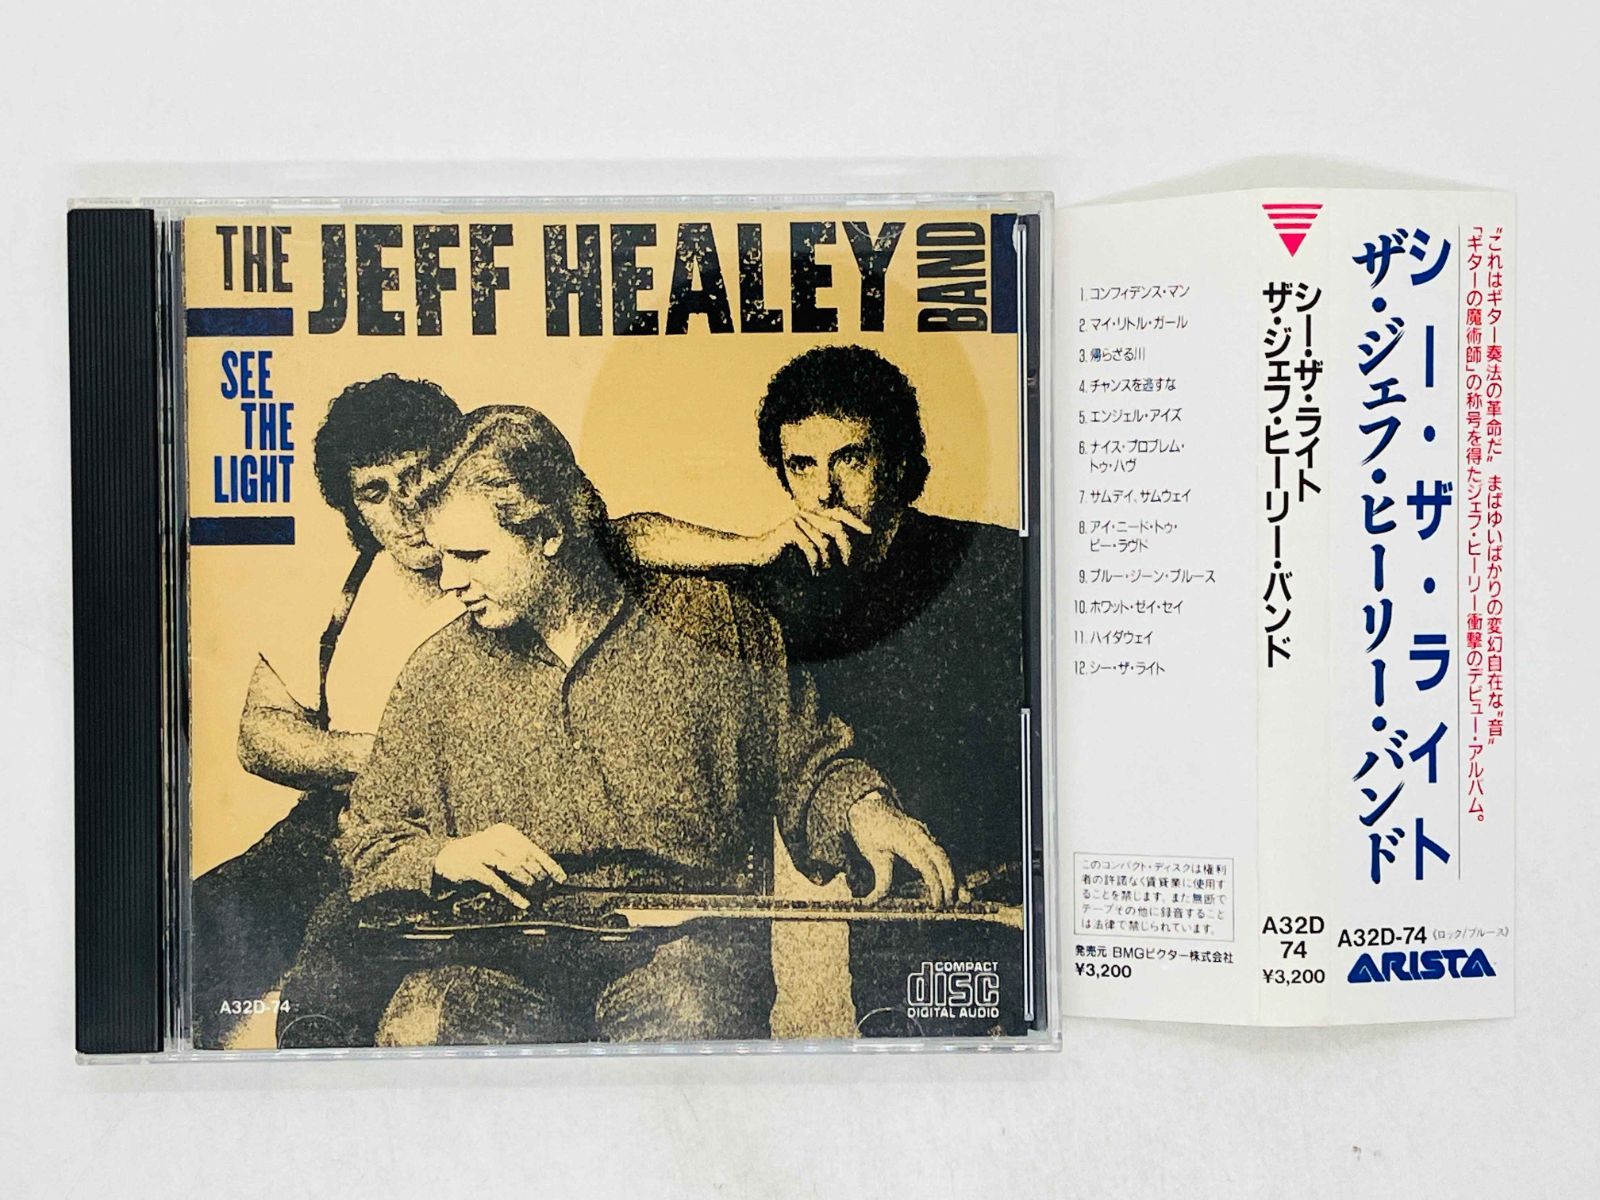 THE JEFF HEALEY BAND
SEE
THE
LIGHT
A32D-74
COMPACT
disc
DIGITAL AUDIO
1. コンフィデンス・マン
2. マイ・リトル・ガール
3. 帰らざる川
4. チャンスを逃すな
5. エンジェル・アイズ
6. ナイス・プロブレム・
トゥ・ハヴ
7. サムデイ、サムウェイ
8. アイ・ニード・トゥ・
ビー・ラヴド
9. ブルー・ジーン・ブルース
10. ホワット・ゼイ・セイ
11. ハイダウェイ
12. シー・ザ・ライト
このコンパクト・ディスクは権利
者の許諾なく賃貸業に使用す
ることを禁じます。また無断で
テープその他に録音すること
は法律で禁じられています。
発売元 BMGビクター株式会社
¥3,200
シー・ザ・ライト
ザ・ジェフ・ヒーリー・バンド
A32D
74
¥3,200
"これはギター奏法の革命だ" まばゆいばかりの変幻自在な"音"
「ギターの魔術師」の称号を得たジェフ・ヒーリー衝撃のデビュー・アルバム。
シー・ザ・ライト
ザ・ジェフ・ヒーリー・バンド
A32D-74 《ロック/ブルース》
ARISTA